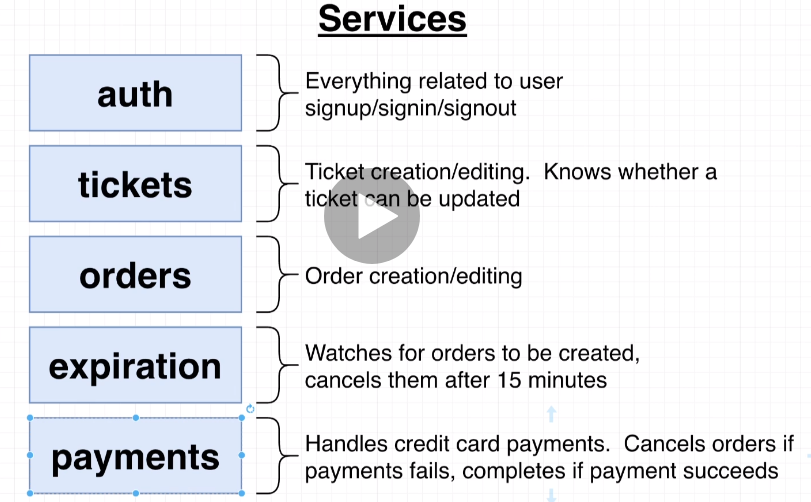 Services
auth
Everything related to user
signup/signin/signout
tickets
Ticket creation/editing.  Knows whether a
ticket can be updated
orders
Order creation/editing
expiration
Watches for orders to be created,
cancels them after 15 minutes
payments
Handles credit card payments.  Cancels orders if
payments fails, completes if payment succeeds